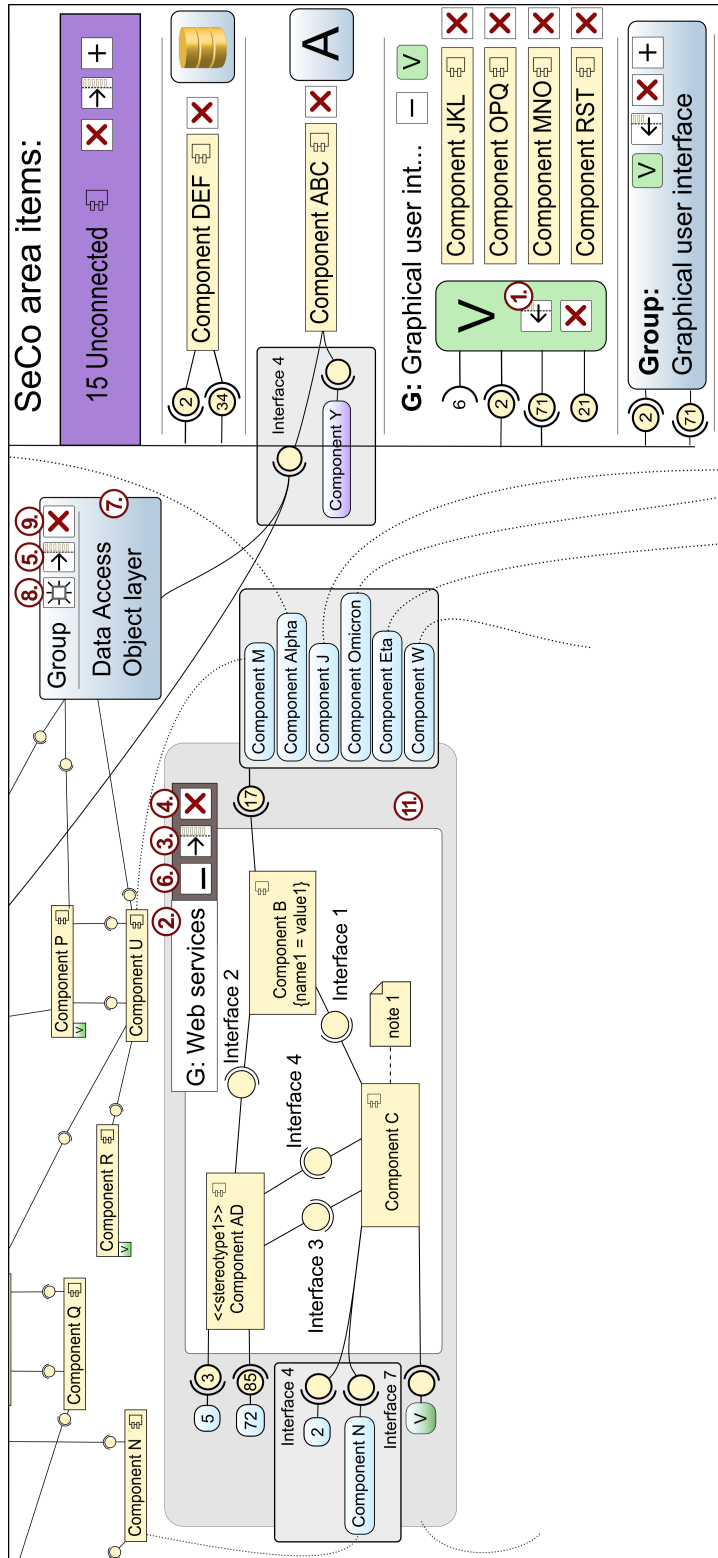 SeCo area items:
15 Unconnected
Component DEF
2
34
Component ABC
A
Interface 4
Component Y
G: Graphical user int...
V
V
1.
6
2
71
21
Component JKL
Component OPQ
Component MNO
Component RST
Group:
Graphical user interface
V
2
71
Group
8.
5.
9.
7.
Data Access
Object layer
Component P
V
Component U
Component R
V
Component Q
Component N
G: Web services
2.
6.
3.
4.
11.
<<stereotype1>>
Component AD
Interface 2
Component B
{name1 = value1}
Interface 1
Interface 4
Interface 3
Component C
note 1
17
Component M
Component Alpha
Component J
Component Omicron
Component Eta
Component W
5
3
72
85
Interface 4
2
Component N
Interface 7
V